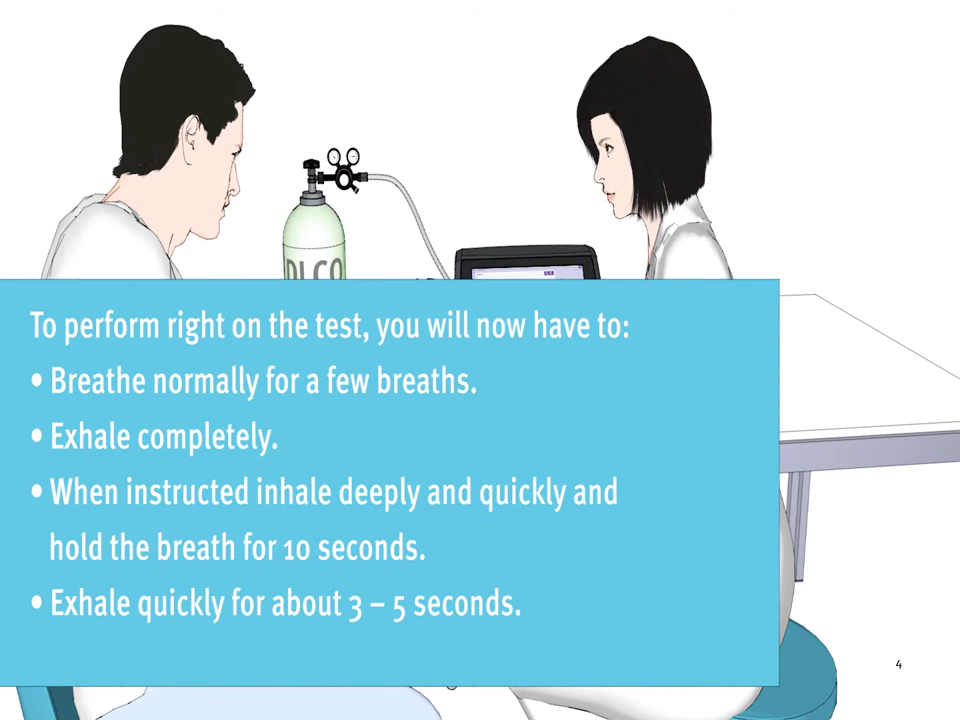 DLCO
To perform right on the test, you will now have to:
• Breathe normally for a few breaths.
• Exhale completely.
• When instructed inhale deeply and quickly and
hold the breath for 10 seconds.
• Exhale quickly for about 3 – 5 seconds.
4